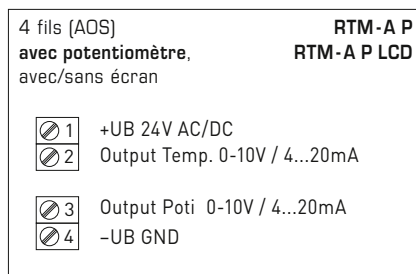 4 fils (AOS) RTM-A P
avec potentiomètre, RTM-A P LCD
avec/sans écran
1 +UB 24V AC/DC
2 Output Temp. 0-10V / 4...20mA
3 Output Poti 0-10V / 4...20mA
4 –UB GND